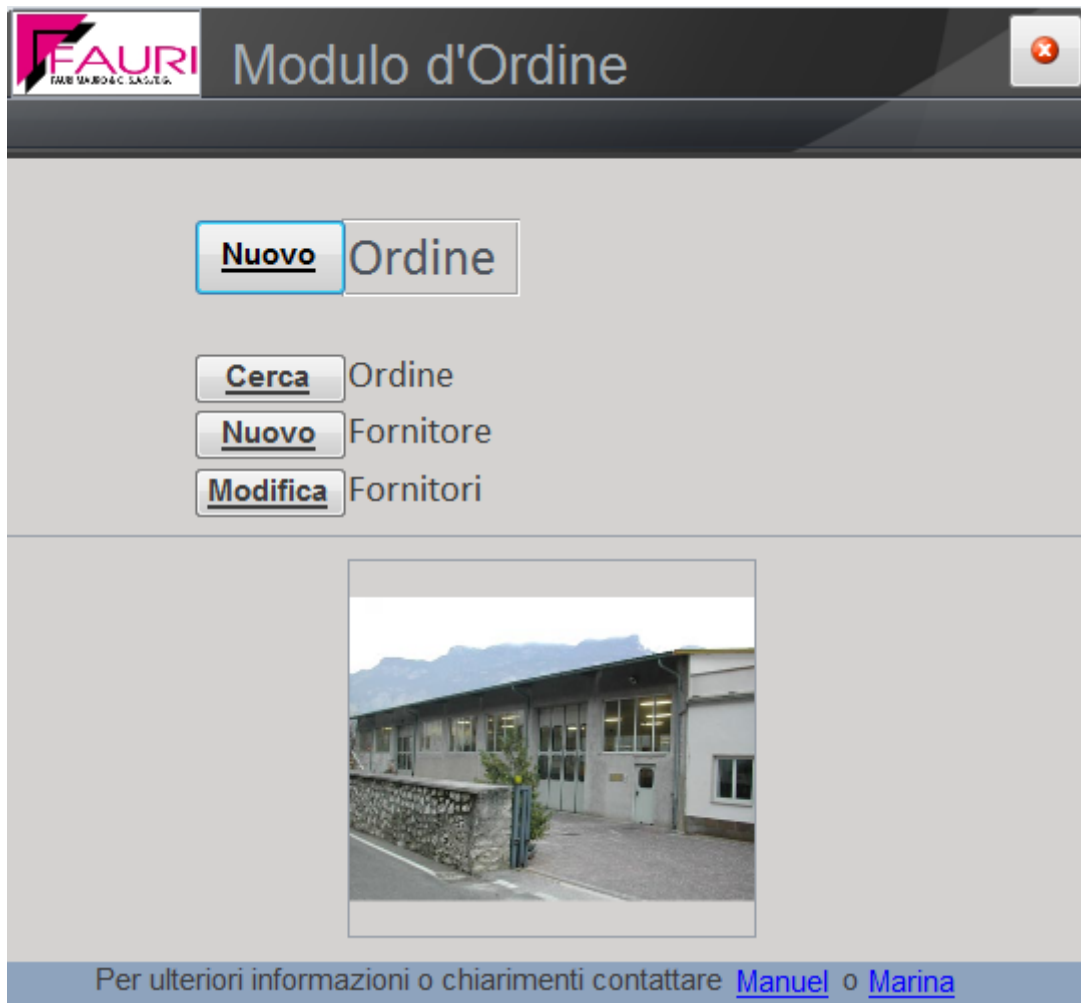 FAURI
Modulo d'Ordine
Nuovo Ordine
Cerca Ordine
Nuovo Fornitore
Modifica Fornitori
Per ulteriori informazioni o chiarimenti contattare Manuel o Marina